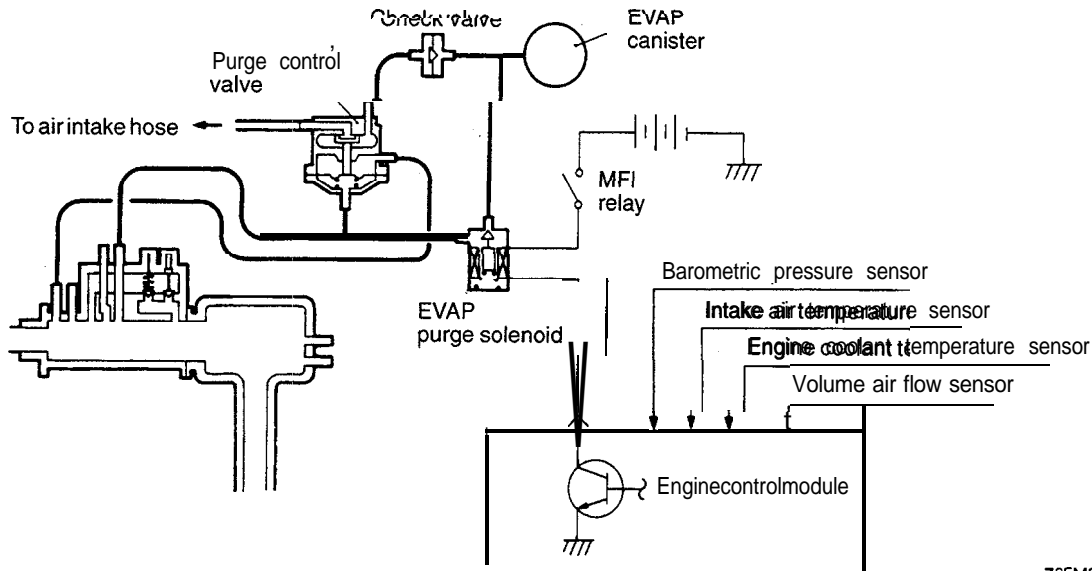 Check valve
EVAP
canister
Purge control
valve
To air intake hose
MFI
relay
EVAP
purge solenoid
Barometric pressure sensor
Intake air temperature sensor
Engine coolant temperature sensor
Volume air flow sensor
Enginecontrolmodule